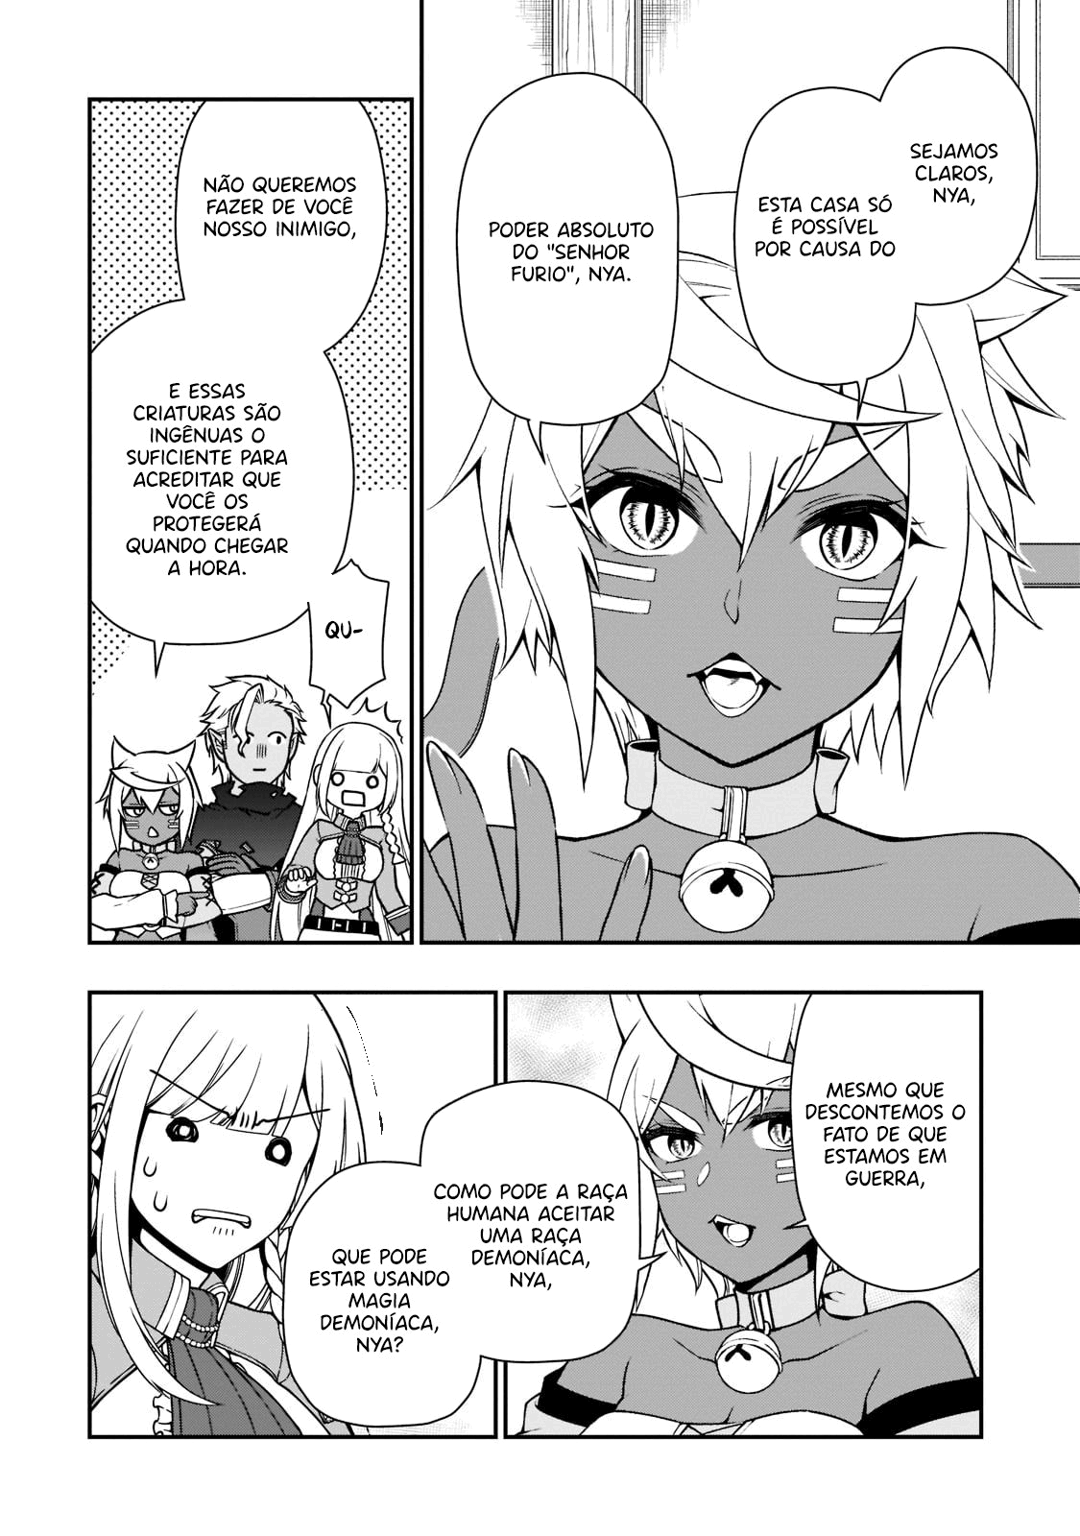 SEJAMOS
CLAROS,
NYA,
ESTA CASA SÓ
É POSSÍVEL
POR CAUSA DO
PODER ABSOLUTO
DO "SENHOR
FURIO", NYA.
NÃO QUEREMOS
FAZER DE VOCÊ
NOSSO INIMIGO,
E ESSAS
CRIATURAS SÃO
INGÊNUAS O
SUFICIENTE PARA
ACREDITAR QUE
VOCÊ OS
PROTEGERÁ
QUANDO CHEGAR
A HORA.
QU-
MESMO QUE
DESCONTEMOS O
FATO DE QUE
ESTAMOS EM
GUERRA,
COMO PODE A RAÇA
HUMANA ACEITAR
UMA RAÇA
DEMONÍACA,
NYA,
QUE PODE
ESTAR USANDO
MAGIA
DEMONÍACA,
NYA?